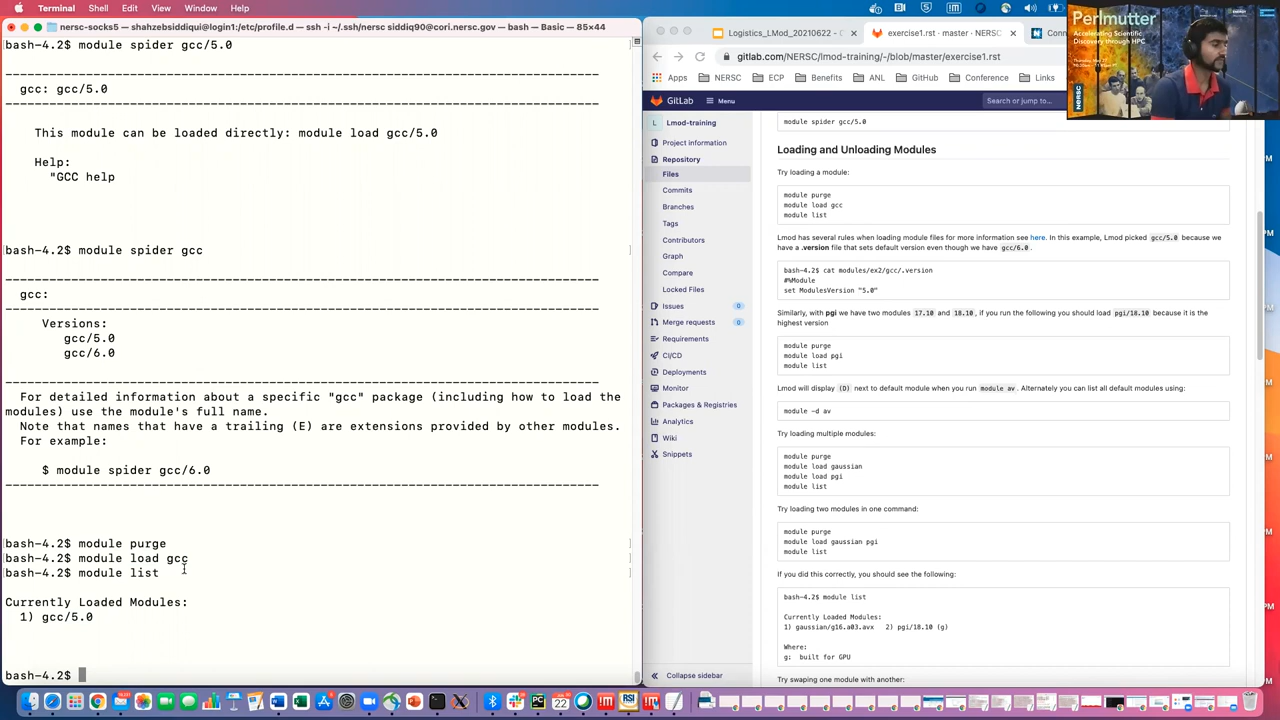 Terminal Shell Edit View Window Help
nersc-socks5 — shahzebsiddiqui@login1:/etc/profile.d — ssh -i ~/.ssh/nersc siddiq90@cori.nersc.gov — bash — Basic — 85×44
bash-4.2$ module spider gcc/5.0
gcc: gcc/5.0
This module can be loaded directly: module load gcc/5.0
Help:
"GCC help
bash-4.2$ module spider gcc
gcc:
Versions:
gcc/5.0
gcc/6.0
For detailed information about a specific "gcc" package (including how to load the
modules) use the module's full name.
Note that names that have a trailing (E) are extensions provided by other modules.
For example:
$ module spider gcc/6.0
bash-4.2$ module purge
bash-4.2$ module load gcc
bash-4.2$ module list
Currently Loaded Modules:
1) gcc/5.0
bash-4.2$
Logistics_LMod_20210622 - C
exercise1.rst · master · NERSC
gitlab.com/NERSC/lmod-training/-/blob/master/exercise1.rst
Apps NERSC ECP Benefits ANL GitHub Conference Links
GitLab Menu
Search or jump to...
L Lmod-training
Project information
Repository
Files
Commits
Branches
Tags
Contributors
Graph
Compare
Locked Files
Issues 0
Merge requests 0
Requirements
CI/CD
Deployments
Monitor
Packages & Registries
Analytics
Wiki
Snippets
Collapse sidebar
module spider gcc/5.0
Loading and Unloading Modules
Try loading a module:
module purge
module load gcc
module list
Lmod has several rules when loading module files for more information see here. In this example, Lmod picked gcc/5.0 because we
have a .version file that sets default version even though we have gcc/6.0.
bash-4.2$ cat modules/ex2/gcc/.version
#%Module
set ModulesVersion "5.0"
Similarly, with pgi we have two modules 17.10 and 18.10, if you run the following you should load pgi/18.10 because it is the
highest version
module purge
module load pgi
module list
Lmod will display (D) next to default module when you run module av. Alternately you can list all default modules using:
module -d av
Try loading multiple modules:
module purge
module load gaussian
module load pgi
module list
Try loading two modules in one command:
module purge
module load gaussian pgi
module list
If you did this correctly, you should see the following:
bash-4.2$ module list
Currently Loaded Modules:
1) gaussian/g16.a03.avx 2) pgi/18.10 (g)
Where:
g: built for GPU
Try swapping one module with another:
Perlmutter
Accelerating Scientific
Discovery through HPC
NERSC